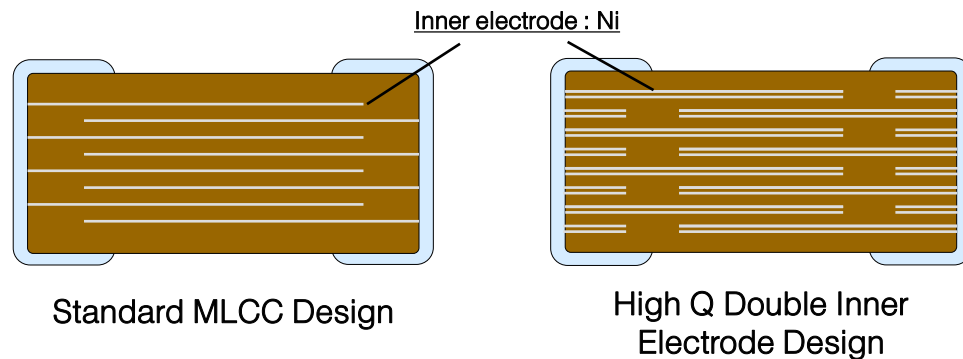 Inner electrode : Ni
Standard MLCC Design
High Q Double Inner
Electrode Design